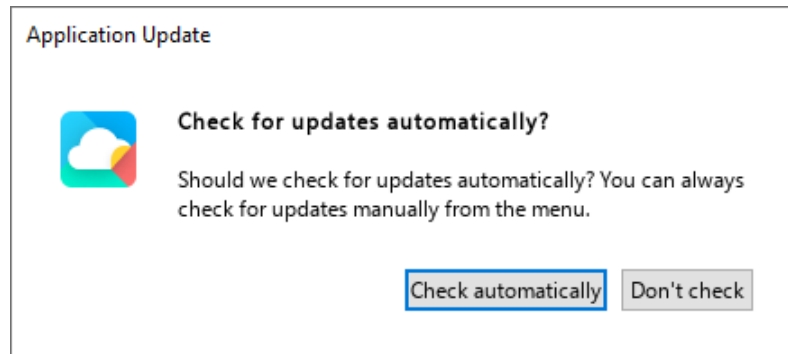 Application Update
Check for updates automatically?
Should we check for updates automatically? You can always
check for updates manually from the menu.
Check automatically
Don't check